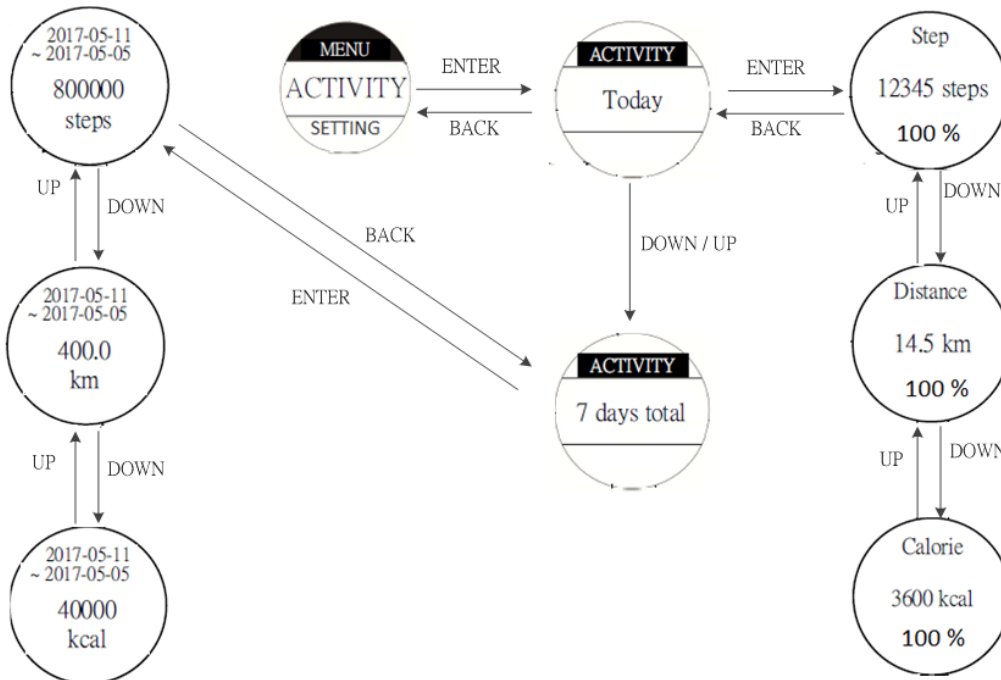 2017-05-11
~ 2017-05-05
800000
steps
MENU
ACTIVITY
SETTING
ENTER
BACK
ACTIVITY
Today
ENTER
BACK
Step
12345 steps
100 %
UP
DOWN
BACK
ENTER
DOWN / UP
UP
DOWN
2017-05-11
~ 2017-05-05
400.0
km
ACTIVITY
7 days total
Distance
14.5 km
100 %
UP
DOWN
UP
DOWN
2017-05-11
~ 2017-05-05
40000
kcal
Calorie
3600 kcal
100 %